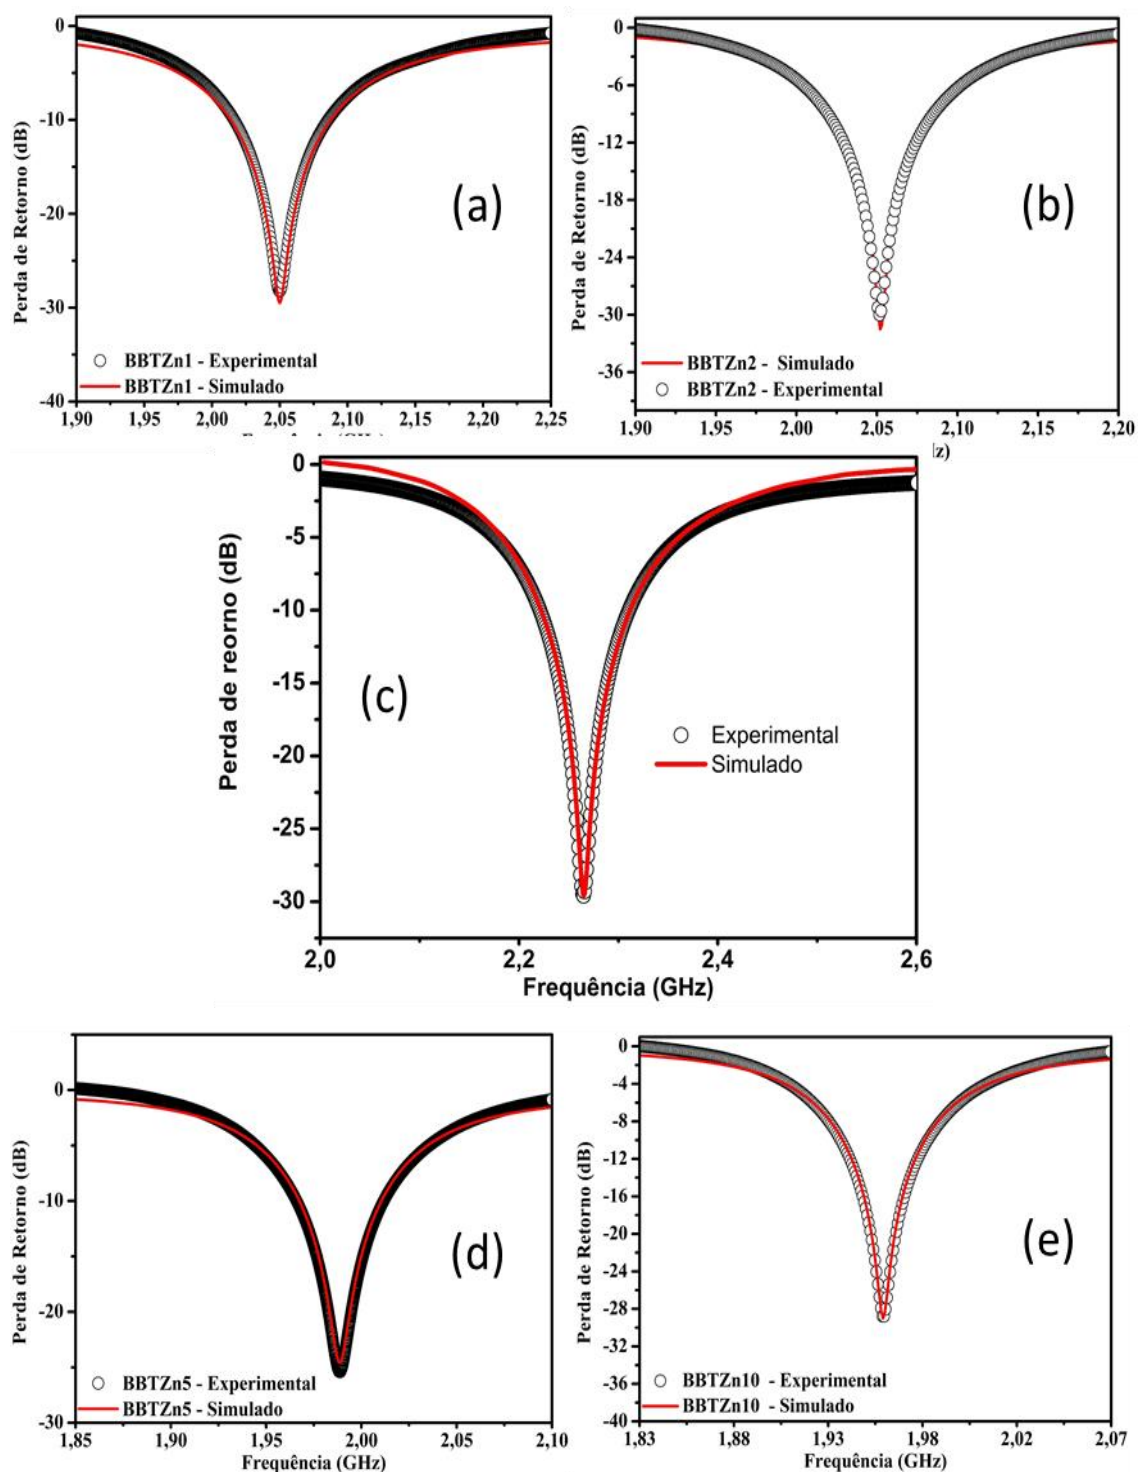 0
-10
-20
-30
-40
Perda de Retorno (dB)
(a)
BBTZn1 - Experimental
BBTZn1 - Simulado
1,90 1,95 2,00 2,05 2,10 2,15 2,20 2,25
0
-6
-12
-18
-24
-30
-36
Perda de Retorno (dB)
(b)
BBTZn2 - Simulado
BBTZn2 - Experimental
1,90 1,95 2,00 2,05 2,10 2,15 2,20
z)
0
-5
-10
-15
-20
-25
-30
Perda de reorno (dB)
(c)
Experimental
Simulado
2,0 2,2 2,4 2,6
Frequência (GHz)
0
-10
-20
-30
Perda de Retorno (dB)
(d)
BBTZn5 - Experimental
BBTZn5 - Simulado
1,85 1,90 1,95 2,00 2,05 2,10
Frequência (GHz)
0
-4
-8
-12
-16
-20
-24
-28
-32
-36
-40
Perda de Retorno (dB)
(e)
BBTZn10 - Experimental
BBTZn10 - Simulado
1,83 1,88 1,93 1,98 2,02 2,07
Frequência (GHz)